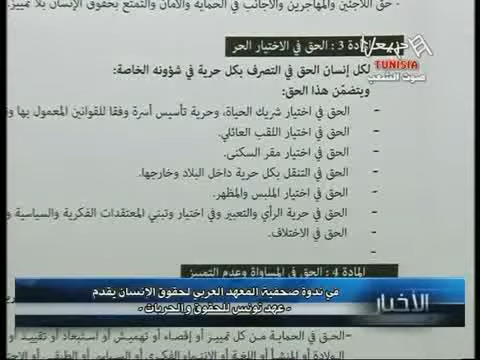 - حق اللاجئين والمهاجرين والأجانب في الحماية والأمان والتمتع بحقوق الإنسان بلا تمييز.
TUNISIA
صوت الشعب
المادة 3 : الحق في الاختيار الحر
لكل إنسان الحق في التصرف بكل حرية في شؤونه الخاصة:
ويتضمّن هذا الحق:
- الحق في اختيار شريك الحياة، وحرية تأسيس أسرة وفقا للقوانين المعمول بها
- الحق في اختيار اللقب العائلي.
- الحق في اختيار مقر السكنى.
- الحق في التنقل بكل حرية داخل البلاد وخارجها.
- الحق في اختيار الملبس والمظهر.
- الحق في حرية الرأي والتعبير وفي اختيار وتبني المعتقدات الفكرية والسياسية
- الحق في الاختلاف.
المادة 4 : الحق في المساواة وعدم التمييز
في ندوة صحفية المعهد العربي لحقوق الإنسان يقدم
- عهد تونس للحقوق والحريات -
الأخبار
الحق في الحماية من كل تمييز أو إقصاء أو تهميش أو استبعاد أو تقييد